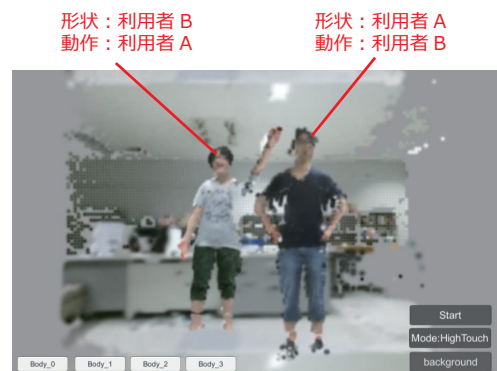 形状：利用者 B
動作：利用者 A
形状：利用者 A
動作：利用者 B
Start
Mode:HighTouch
background
Body_0
Body_1
Body_2
Body_3